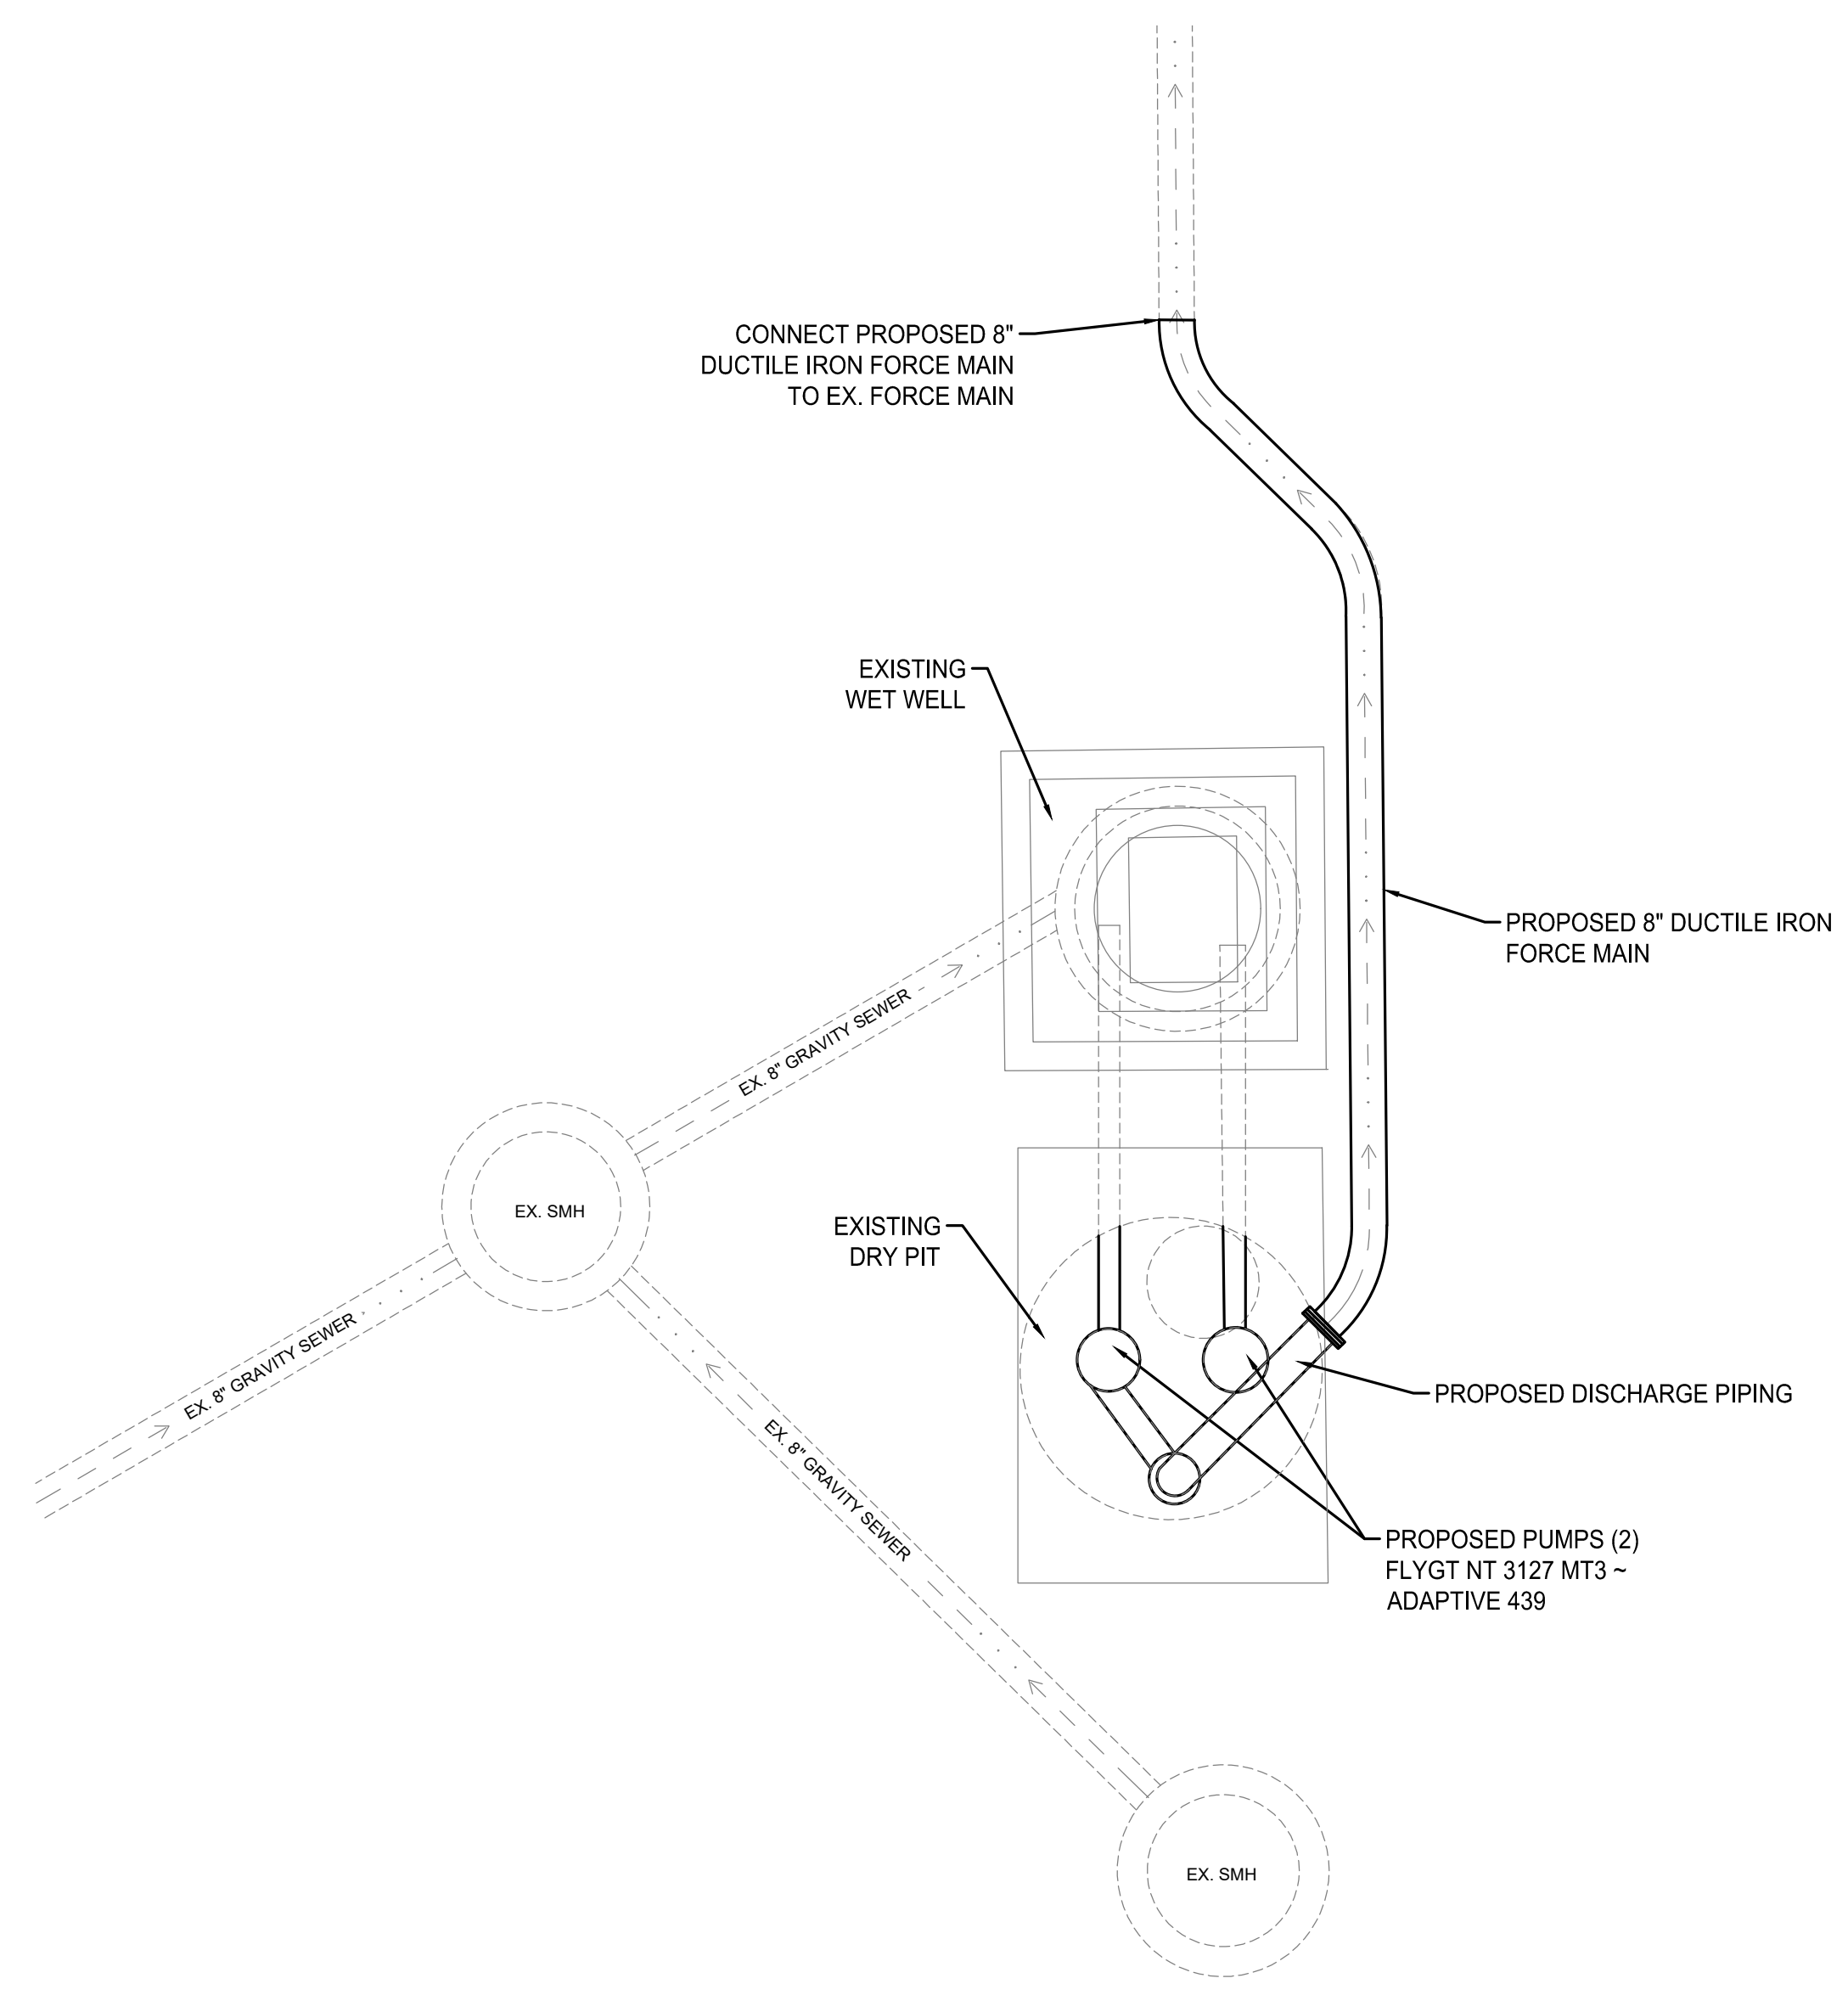 CONNECT PROPOSED 8"
DUCTILE IRON FORCE MAIN
TO EX. FORCE MAIN
EXISTING
WET WELL
PROPOSED 8" DUCTILE IRON
FORCE MAIN
EX. 8" GRAVITY SEWER
EX. SMH
EXISTING
DRY PIT
EX. 8" GRAVITY SEWER
PROPOSED DISCHARGE PIPING
EX. 8" GRAVITY SEWER
PROPOSED PUMPS (2)
FLYGT NT 3127 MT3 ~
ADAPTIVE 439
EX. SMH